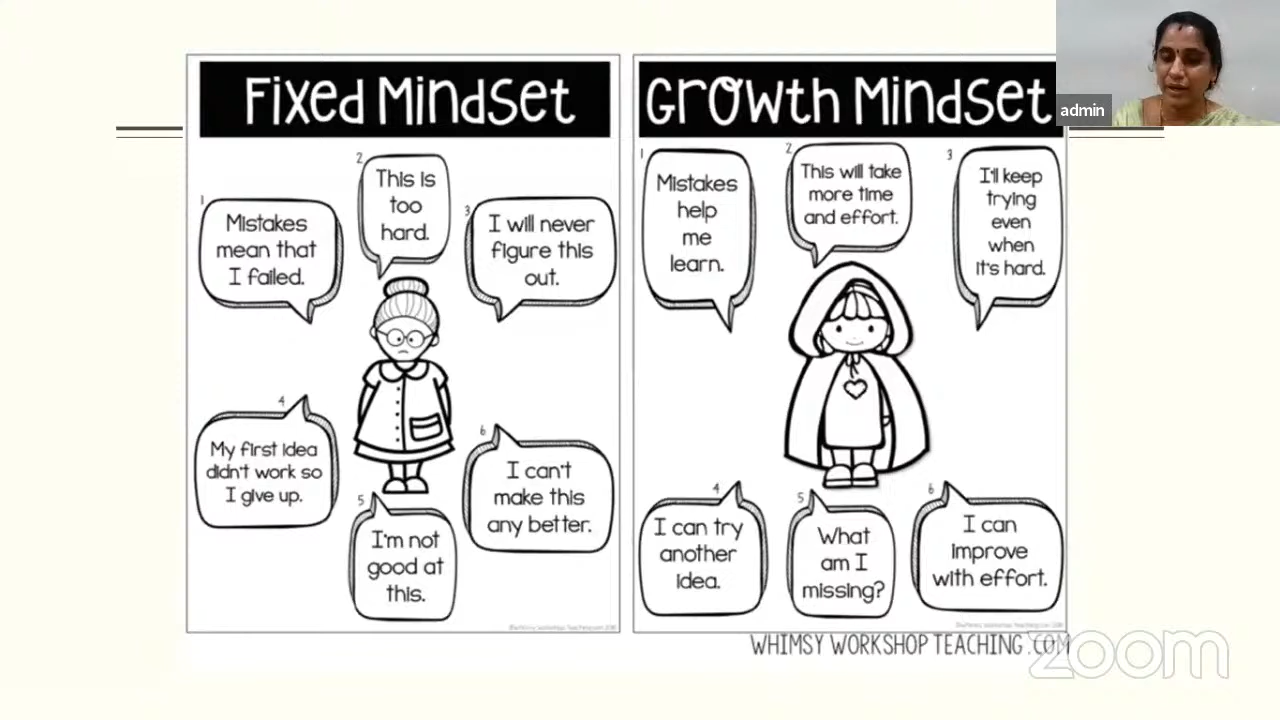 admin
Fixed Mindset
1
Mistakes
mean that
I failed.
2
This is
too
hard.
3
I will never
figure this
out.
4
My first idea
didn't work so
I give up.
5
I'm not
good at
this.
6
I can't
make this
any better.
Growth Mindset
1
Mistakes
help
me
learn.
2
This will take
more time
and effort.
3
I'll keep
trying
even
when
it's hard.
4
I can try
another
idea.
5
What
am I
missing?
6
I can
improve
with effort.
WHIMSY WORKSHOP TEACHING.COM
zoom